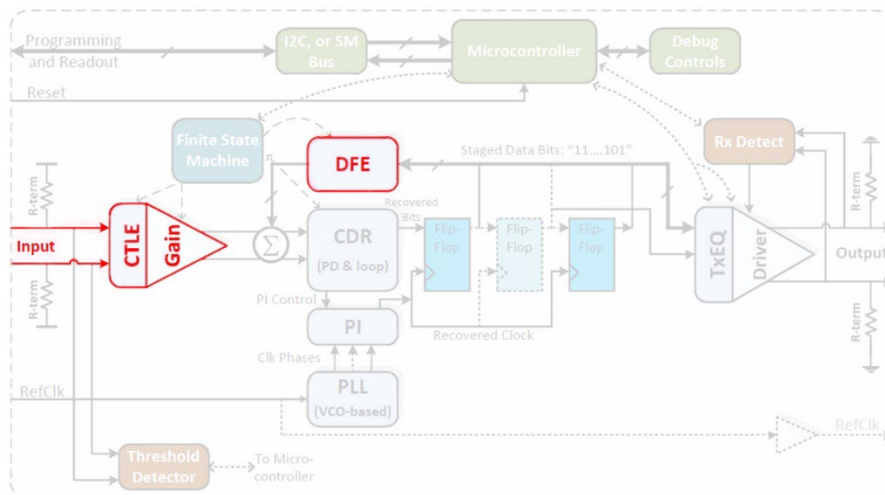 Programming
and Readout
I2C, or SM
Bus
Microcontroller
Debug
Controls
Reset
Finite State
Machine
DFE
Staged Data Bits: "11....101"
Rx Detect
R-term
R-term
Input
CTLE
Gain
Σ
CDR
(PD & loop)
Recovered
Bits
Flip-
Flop
Flip-
Flop
Flip-
Flop
TxEQ
Driver
R-term
Output
R-term
PI Control
PI
Recovered Clock
Clk Phases
RefClk
PLL
(VCO-based)
RefClk
Threshold
Detector
To Micro-
controller